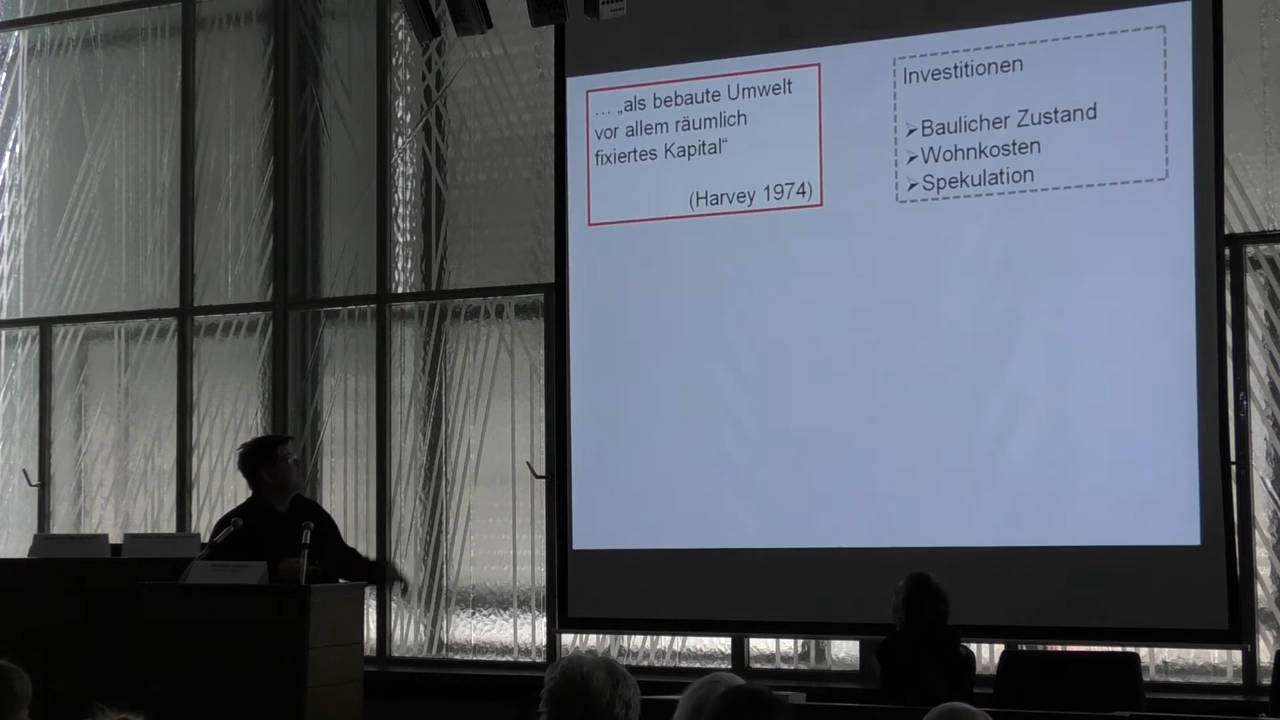 ... „als bebaute Umwelt
vor allem räumlich
fixiertes Kapital“
(Harvey 1974)
Investitionen
➢Baulicher Zustand
➢Wohnkosten
➢Spekulation